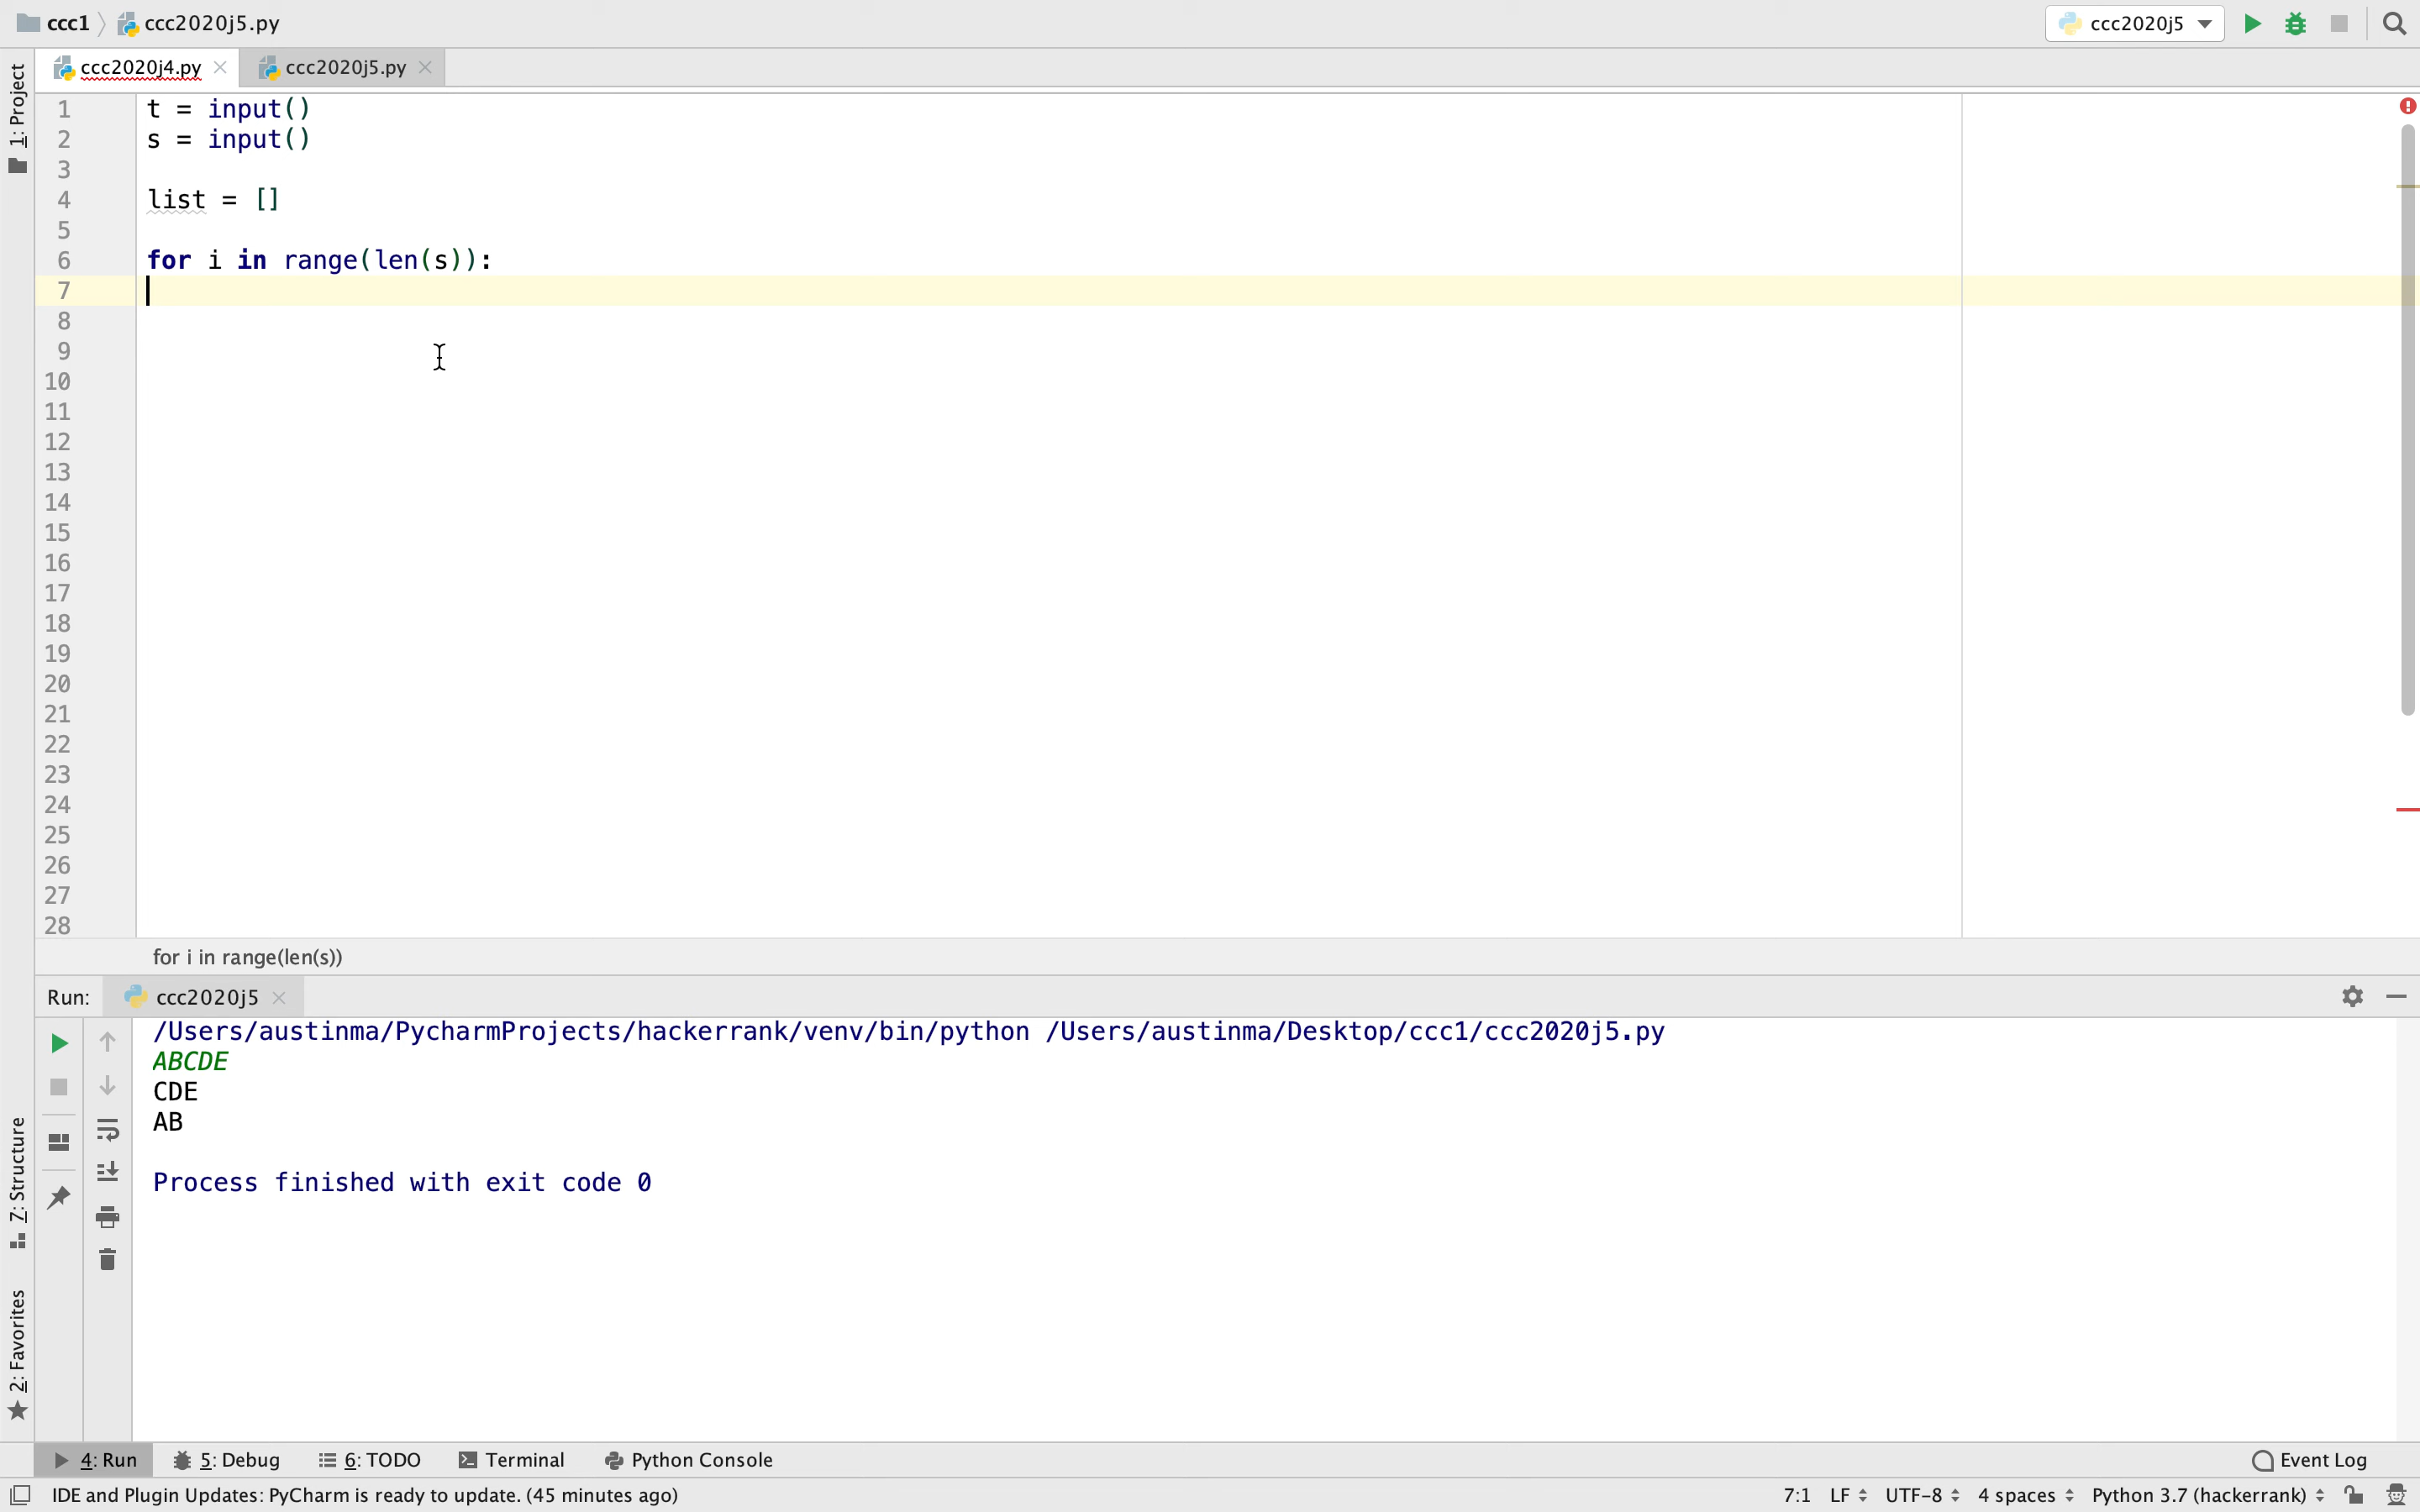 ccc1 ccc2020j5.py ccc2020j5
ccc2020j4.py ccc2020j5.py
1: Project
1 t = input()
2 s = input()
3
4 list = []
5
6 for i in range(len(s)):
7
8
9
10
11
12
13
14
15
16
17
18
19
20
21
22
23
24
25
26
27
28
for i in range(len(s))
Run: ccc2020j5
/Users/austinma/PycharmProjects/hackerrank/venv/bin/python /Users/austinma/Desktop/ccc1/ccc2020j5.py
ABCDE
CDE
AB
Process finished with exit code 0
7: Structure
2: Favorites
4: Run 5: Debug 6: TODO Terminal Python Console Event Log
IDE and Plugin Updates: PyCharm is ready to update. (45 minutes ago) 7:1 LF UTF-8 4 spaces Python 3.7 (hackerrank)